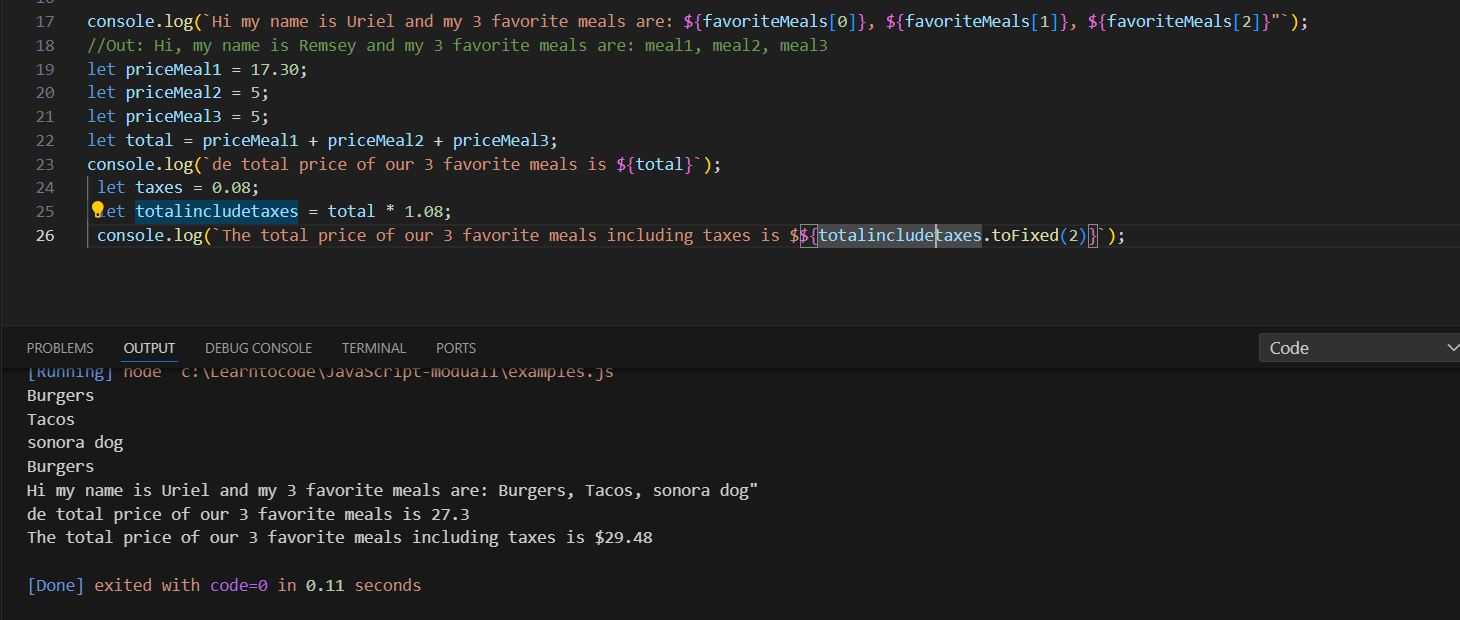 17 console.log(`Hi my name is Uriel and my 3 favorite meals are: ${favoriteMeals[0]}, ${favoriteMeals[1]}, ${favoriteMeals[2]}"`);
18 //Out: Hi, my name is Remsey and my 3 favorite meals are: meal1, meal2, meal3
19 let priceMeal1 = 17.30;
20 let priceMeal2 = 5;
21 let priceMeal3 = 5;
22 let total = priceMeal1 + priceMeal2 + priceMeal3;
23 console.log(`de total price of our 3 favorite meals is ${total}`);
24 let taxes = 0.08;
25 let totalincludetaxes = total * 1.08;
26 console.log(`The total price of our 3 favorite meals including taxes is $${totalincludetaxes.toFixed(2)}`);
PROBLEMS OUTPUT DEBUG CONSOLE TERMINAL PORTS Code
[Running] node "c:\Learntocode\JavaScript-modual1\examples.js"
Burgers
Tacos
sonora dog
Burgers
Hi my name is Uriel and my 3 favorite meals are: Burgers, Tacos, sonora dog"
de total price of our 3 favorite meals is 27.3
The total price of our 3 favorite meals including taxes is $29.48
[Done] exited with code=0 in 0.11 seconds